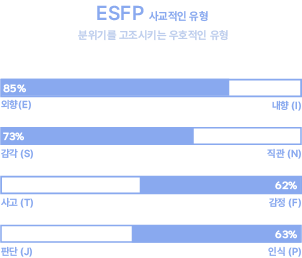 ESFP 사교적인 유형
분위기를 고조시키는 우호적인 유형
85%
외향(E) 내향 (I)
73%
감각 (S) 직관 (N)
62%
사고 (T) 감정 (F)
63%
판단 (J) 인식 (P)